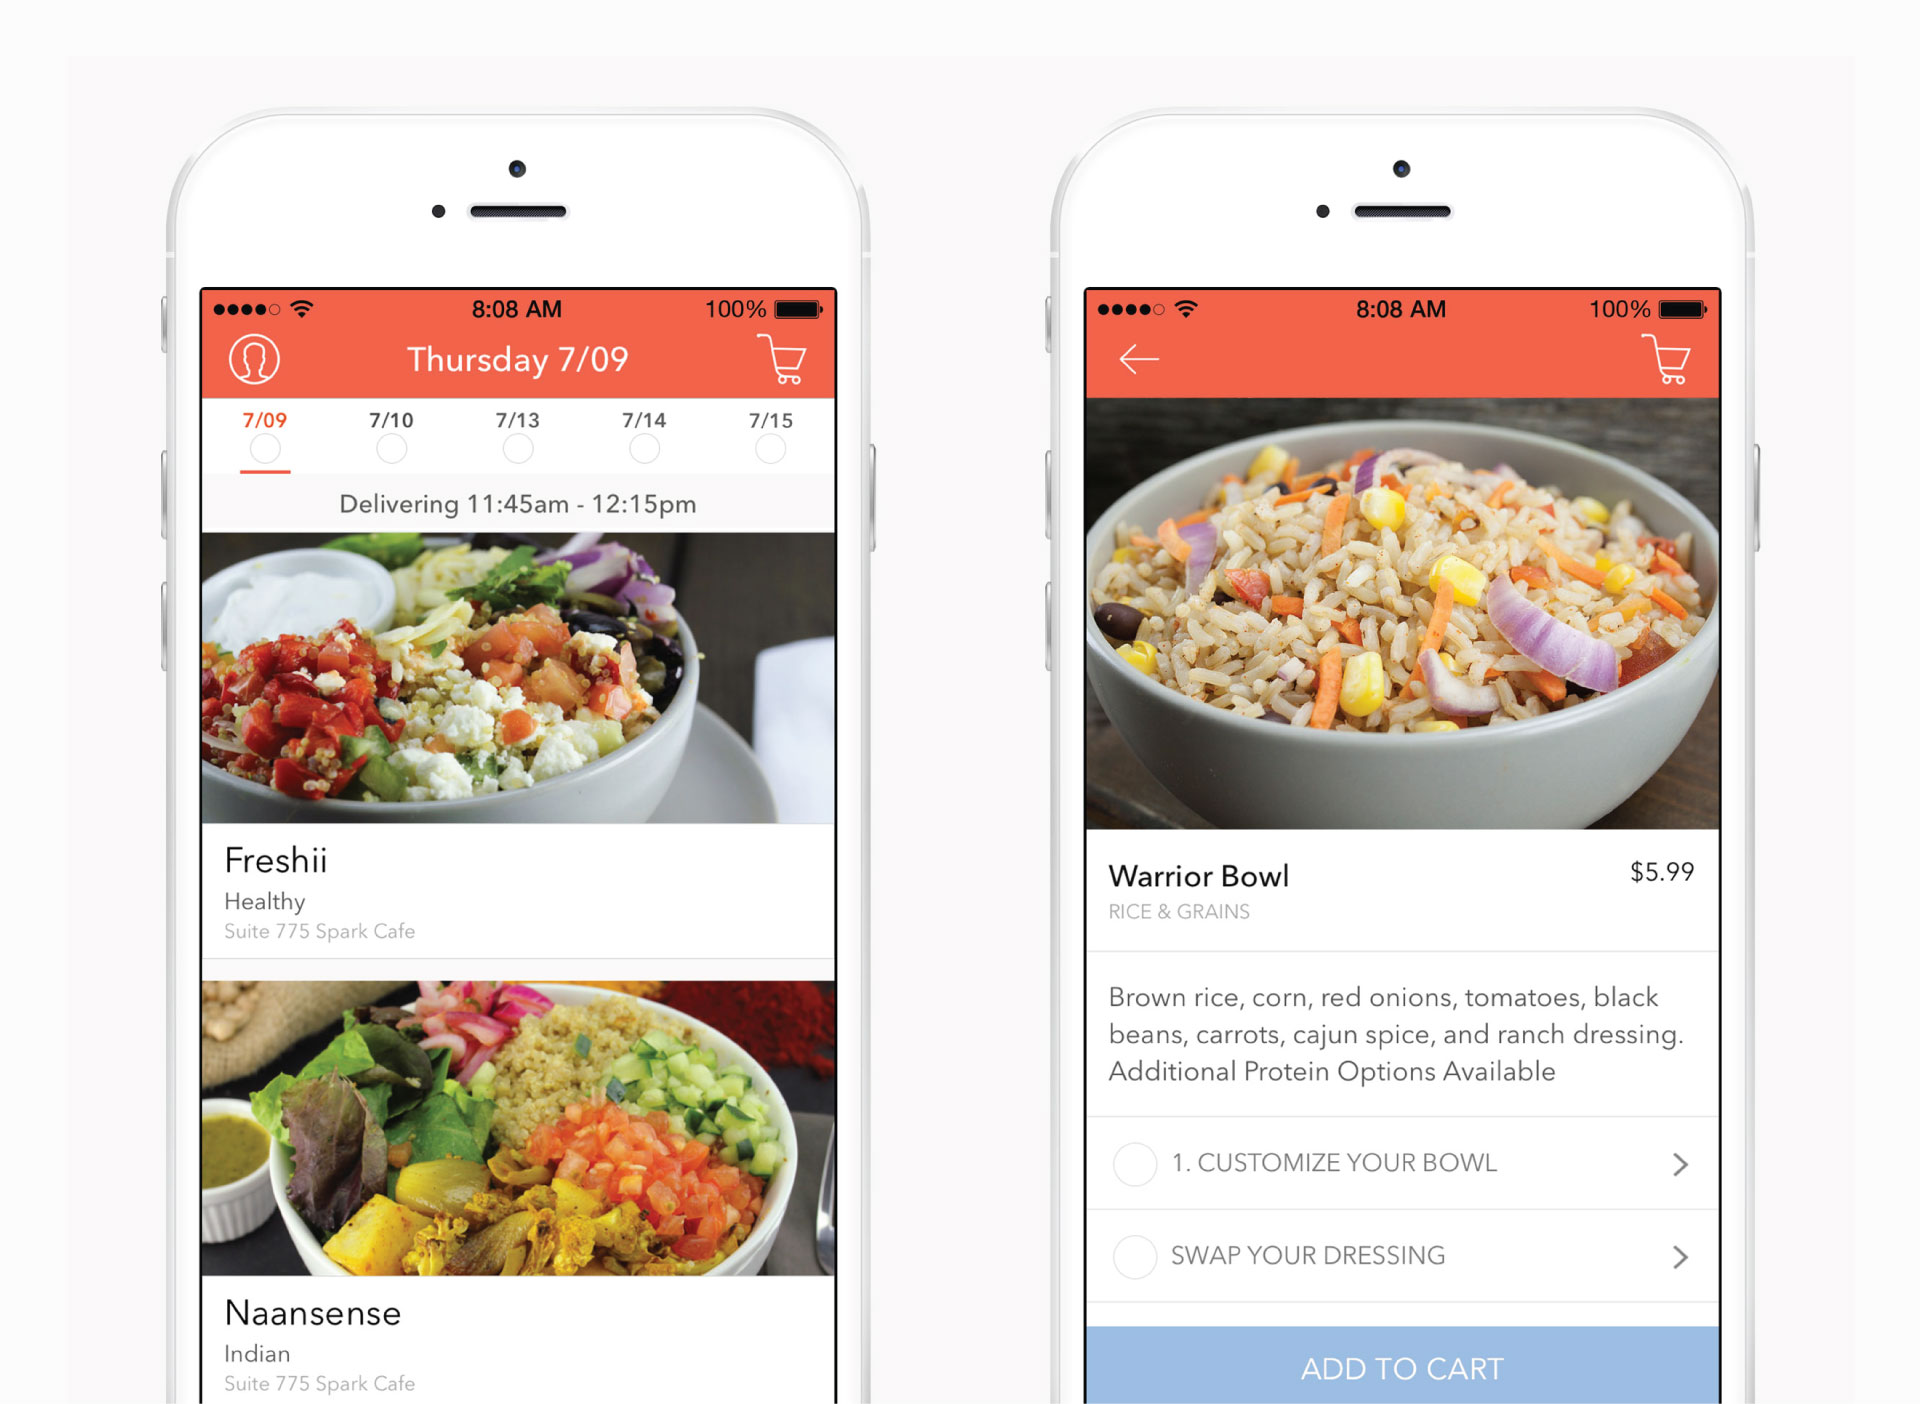 8:08 AM
100%
Thursday 7/09
7/09
7/10
7/13
7/14
7/15
Delivering 11:45am - 12:15pm
Freshii
Healthy
Suite 775 Spark Cafe
Naansense
Indian
Suite 775 Spark Cafe
8:08 AM
100%
Warrior Bowl
$5.99
RICE & GRAINS
Brown rice, corn, red onions, tomatoes, black
beans, carrots, cajun spice, and ranch dressing.
Additional Protein Options Available
1. CUSTOMIZE YOUR BOWL
SWAP YOUR DRESSING
ADD TO CART